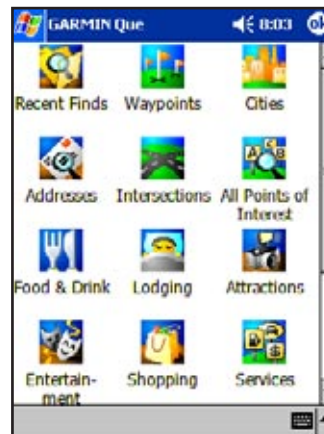 GARMIN Que 8:03 ok
Recent Finds Waypoints Cities
Addresses Intersections All Points of
Interest
Food & Drink Lodging Attractions
Entertain- Shopping Services
ment